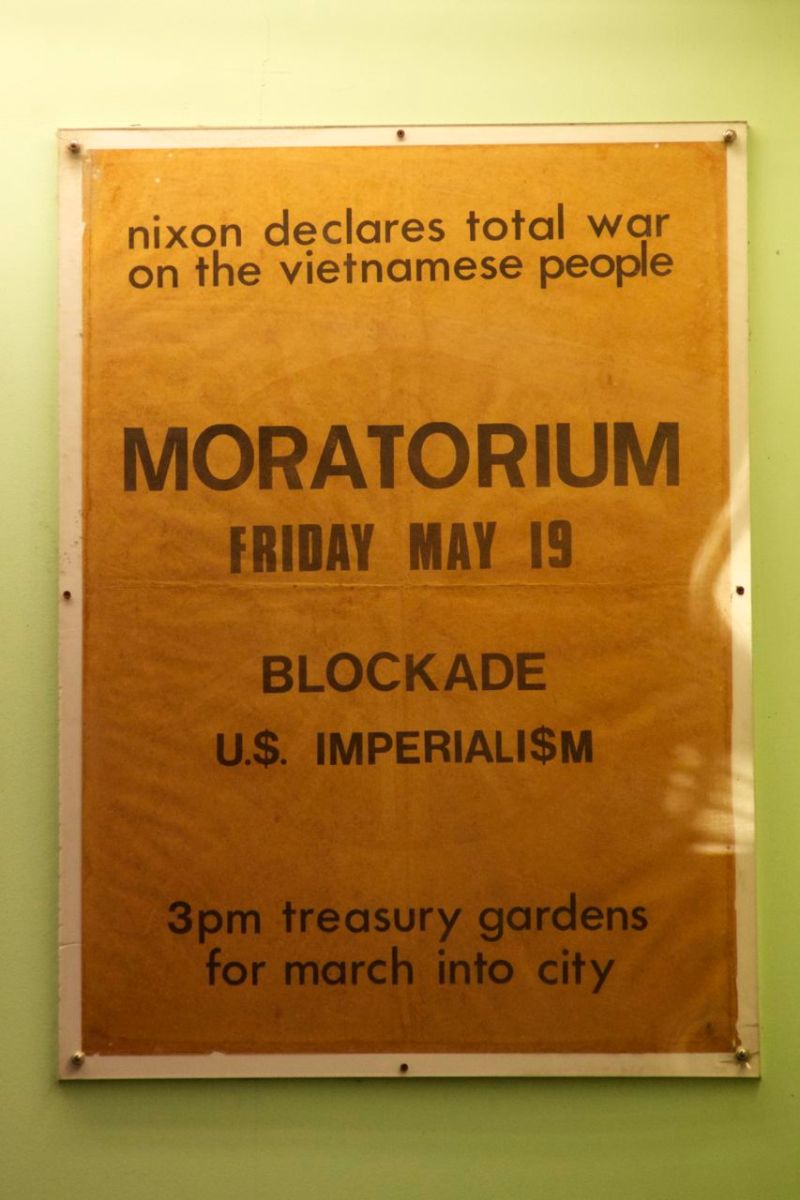 nixon declares total war
on the vietnamese people
MORATORIUM
FRIDAY MAY 19
BLOCKADE
U.$. IMPERIALI$M
3pm treasury gardens
for march into city